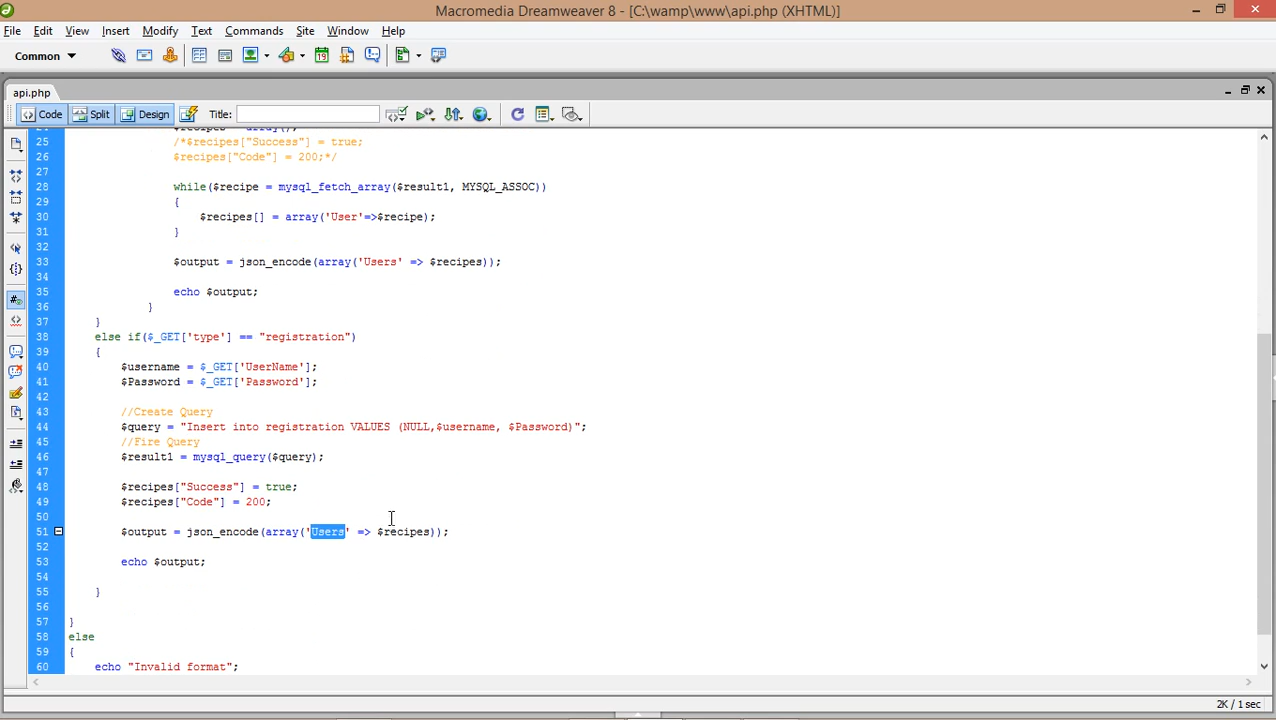 Macromedia Dreamweaver 8 - [C:\wamp\www\api.php (XHTML)]
File Edit View Insert Modify Text Commands Site Window Help
Common
api.php
Code Split Design Title:
24 $recipes = array();
25 /*$recipes["Success"] = true;
26 $recipes["Code"] = 200;*/
27
28 while($recipe = mysql_fetch_array($result1, MYSQL_ASSOC))
29 {
30 $recipes[] = array('User'=>$recipe);
31 }
32
33 $output = json_encode(array('Users' => $recipes));
34
35 echo $output;
36 }
37 }
38 else if($_GET['type'] == "registration")
39 {
40 $username = $_GET['UserName'];
41 $Password = $_GET['Password'];
42
43 //Create Query
44 $query = "Insert into registration VALUES (NULL,$username, $Password)";
45 //Fire Query
46 $result1 = mysql_query($query);
47
48 $recipes["Success"] = true;
49 $recipes["Code"] = 200;
50
51 $output = json_encode(array('Users' => $recipes));
52
53 echo $output;
54
55 }
56
57 }
58 else
59 {
60 echo "Invalid format";
2K / 1 sec